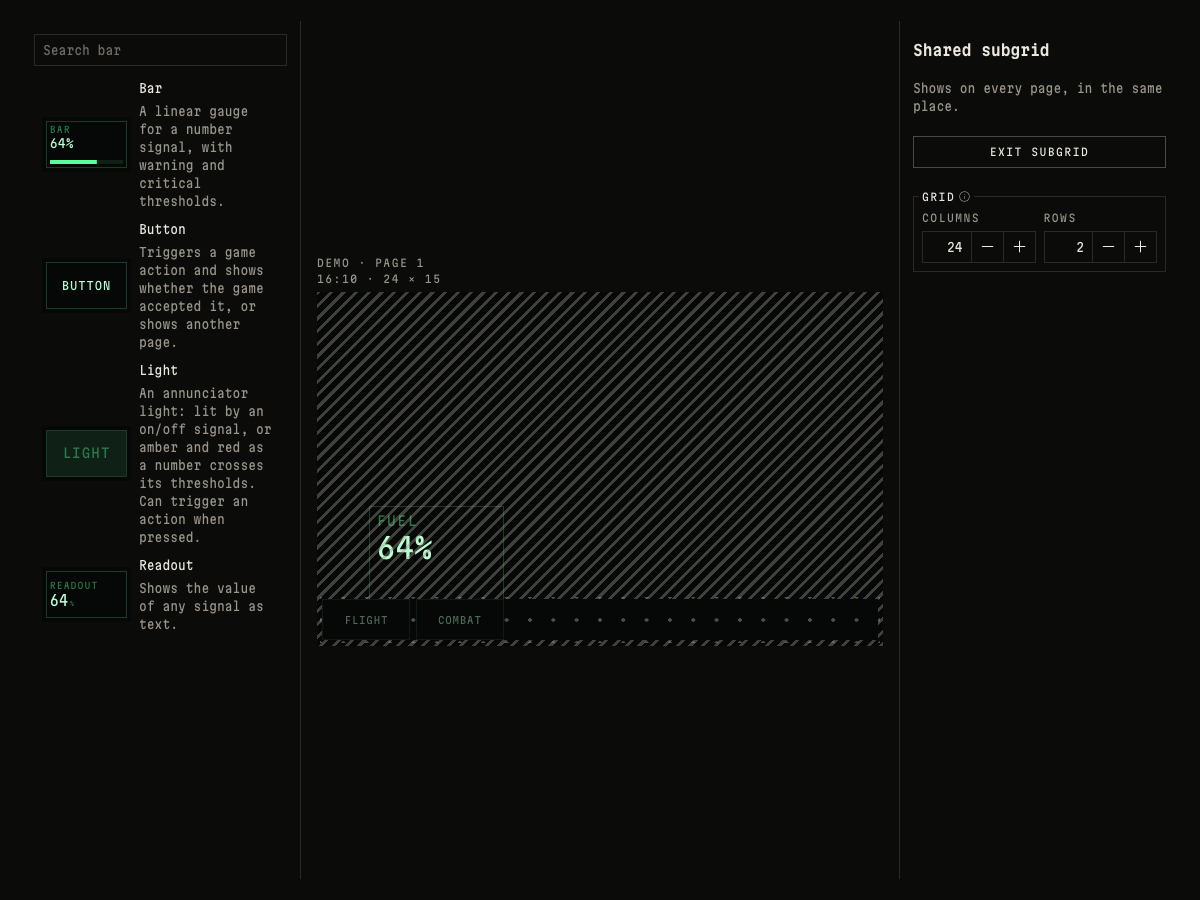 Search bar
BAR
64%
Bar
A linear gauge
for a number
signal, with
warning and
critical
thresholds.
BUTTON
Button
Triggers a game
action and shows
whether the game
accepted it, or
shows another
page.
LIGHT
Light
An annunciator
light: lit by an
on/off signal, or
amber and red as
a number crosses
its thresholds.
Can trigger an
action when
pressed.
READOUT
64%
Readout
Shows the value
of any signal as
text.
DEMO · PAGE 1
16:10 · 24 × 15
FUEL
64%
FLIGHT
COMBAT
Shared subgrid
Shows on every page, in the same
place.
EXIT SUBGRID
GRID
COLUMNS ROWS
24 — + 2 — +